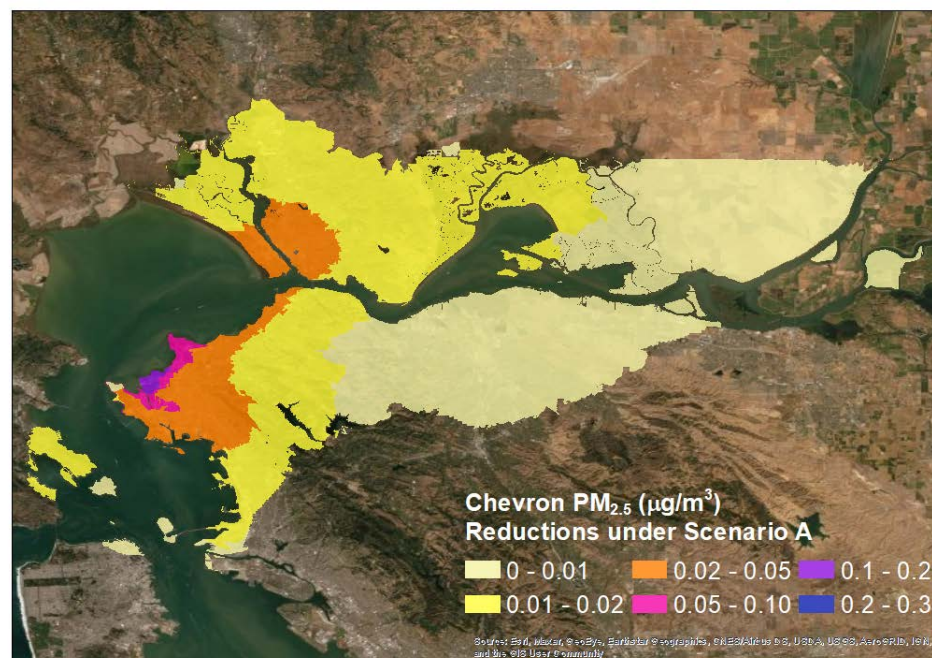 Chevron PM2.5 (μg/m3)
Reductions under Scenario A
0 - 0.01
0.02 - 0.05
0.1 - 0.2
0.01 - 0.02
0.05 - 0.10
0.2 - 0.3
Source: Esri, Maxar, GeoEye, Earthstar Geographics, CNES/Airbus DS, USDA, USGS, AeroGRID, IGN,
and the GIS User Community